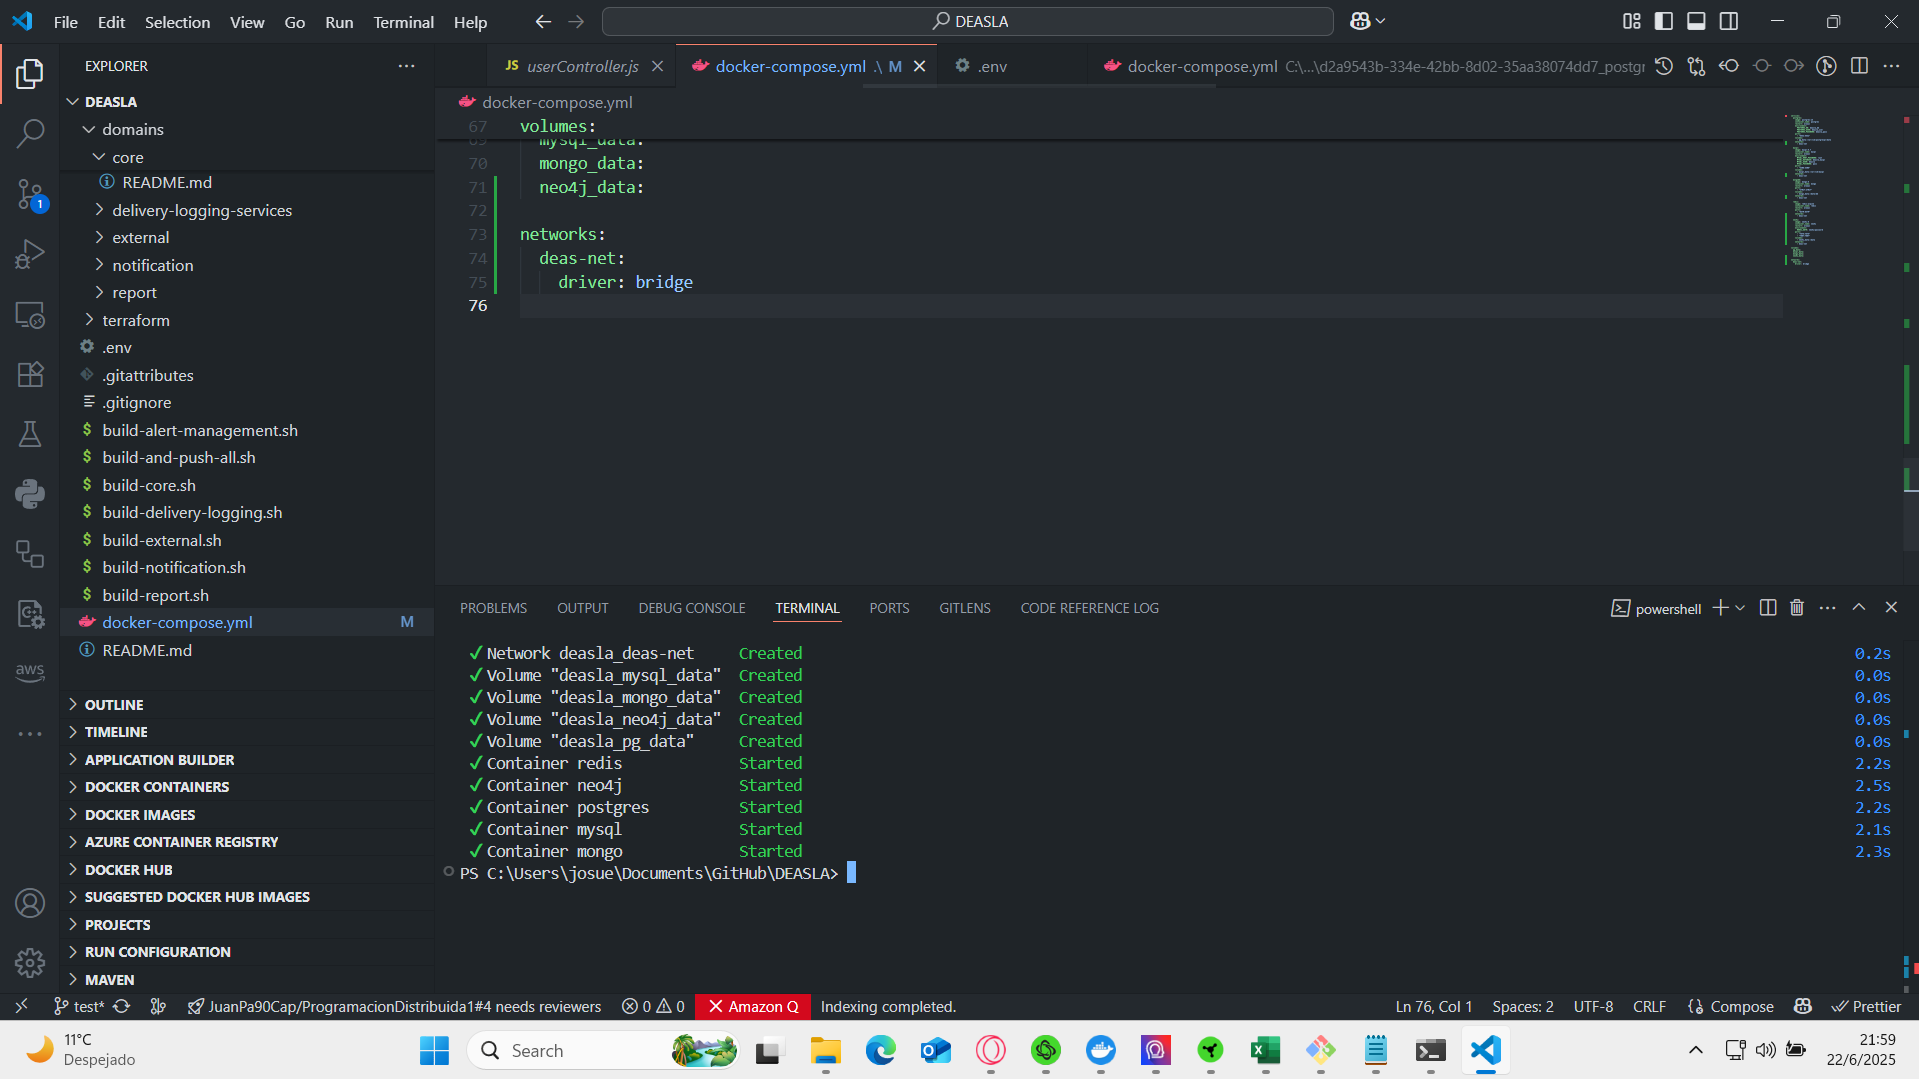 File Edit Selection View Go Run Terminal Help
DEASLA
EXPLORER
DEASLA
domains
core
README.md
delivery-logging-services
external
notification
report
terraform
.env
.gitattributes
.gitignore
$ build-alert-management.sh
$ build-and-push-all.sh
$ build-core.sh
$ build-delivery-logging.sh
$ build-external.sh
$ build-notification.sh
$ build-report.sh
docker-compose.yml M
README.md
OUTLINE
TIMELINE
APPLICATION BUILDER
DOCKER CONTAINERS
DOCKER IMAGES
AZURE CONTAINER REGISTRY
DOCKER HUB
SUGGESTED DOCKER HUB IMAGES
PROJECTS
RUN CONFIGURATION
MAVEN
1
aws
JS userController.js
docker-compose.yml .\ M
.env
docker-compose.yml C:\...\d2a9543b-334e-42bb-8d02-35aa38074dd7_postgr
docker-compose.yml
67 volumes:
69 mysql_data:
70 mongo_data:
71 neo4j_data:
72
73 networks:
74 deas-net:
75 driver: bridge
76
PROBLEMS OUTPUT DEBUG CONSOLE TERMINAL PORTS GITLENS CODE REFERENCE LOG
powershell
✓ Network deasla_deas-net Created 0.2s
✓ Volume "deasla_mysql_data" Created 0.0s
✓ Volume "deasla_mongo_data" Created 0.0s
✓ Volume "deasla_neo4j_data" Created 0.0s
✓ Volume "deasla_pg_data" Created 0.0s
✓ Container redis Started 2.2s
✓ Container neo4j Started 2.5s
✓ Container postgres Started 2.2s
✓ Container mysql Started 2.1s
✓ Container mongo Started 2.3s
PS C:\Users\josue\Documents\GitHub\DEASLA>
test* JuanPa90Cap/ProgramacionDistribuida1#4 needs reviewers 0 0 Amazon Q Indexing completed. Ln 76, Col 1 Spaces: 2 UTF-8 CRLF Compose Prettier
11°C
Despejado
Search
21:59
22/6/2025